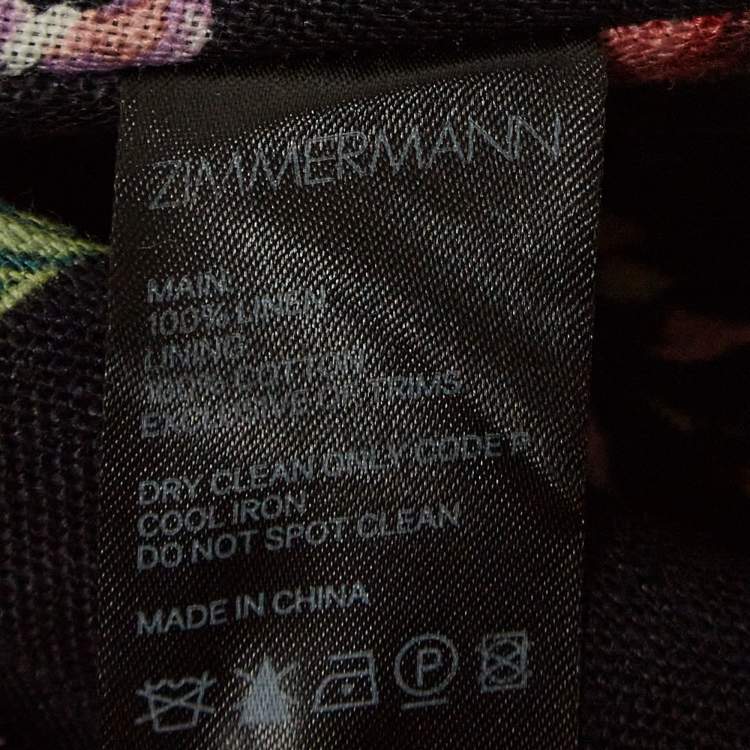 ZIMMERMANN
MAIN:
100% LINEN
LINING:
100% COTTON
EXCLUSIVE OF TRIMS
DRY CLEAN ONLY CODE P
COOL IRON
DO NOT SPOT CLEAN
MADE IN CHINA
P